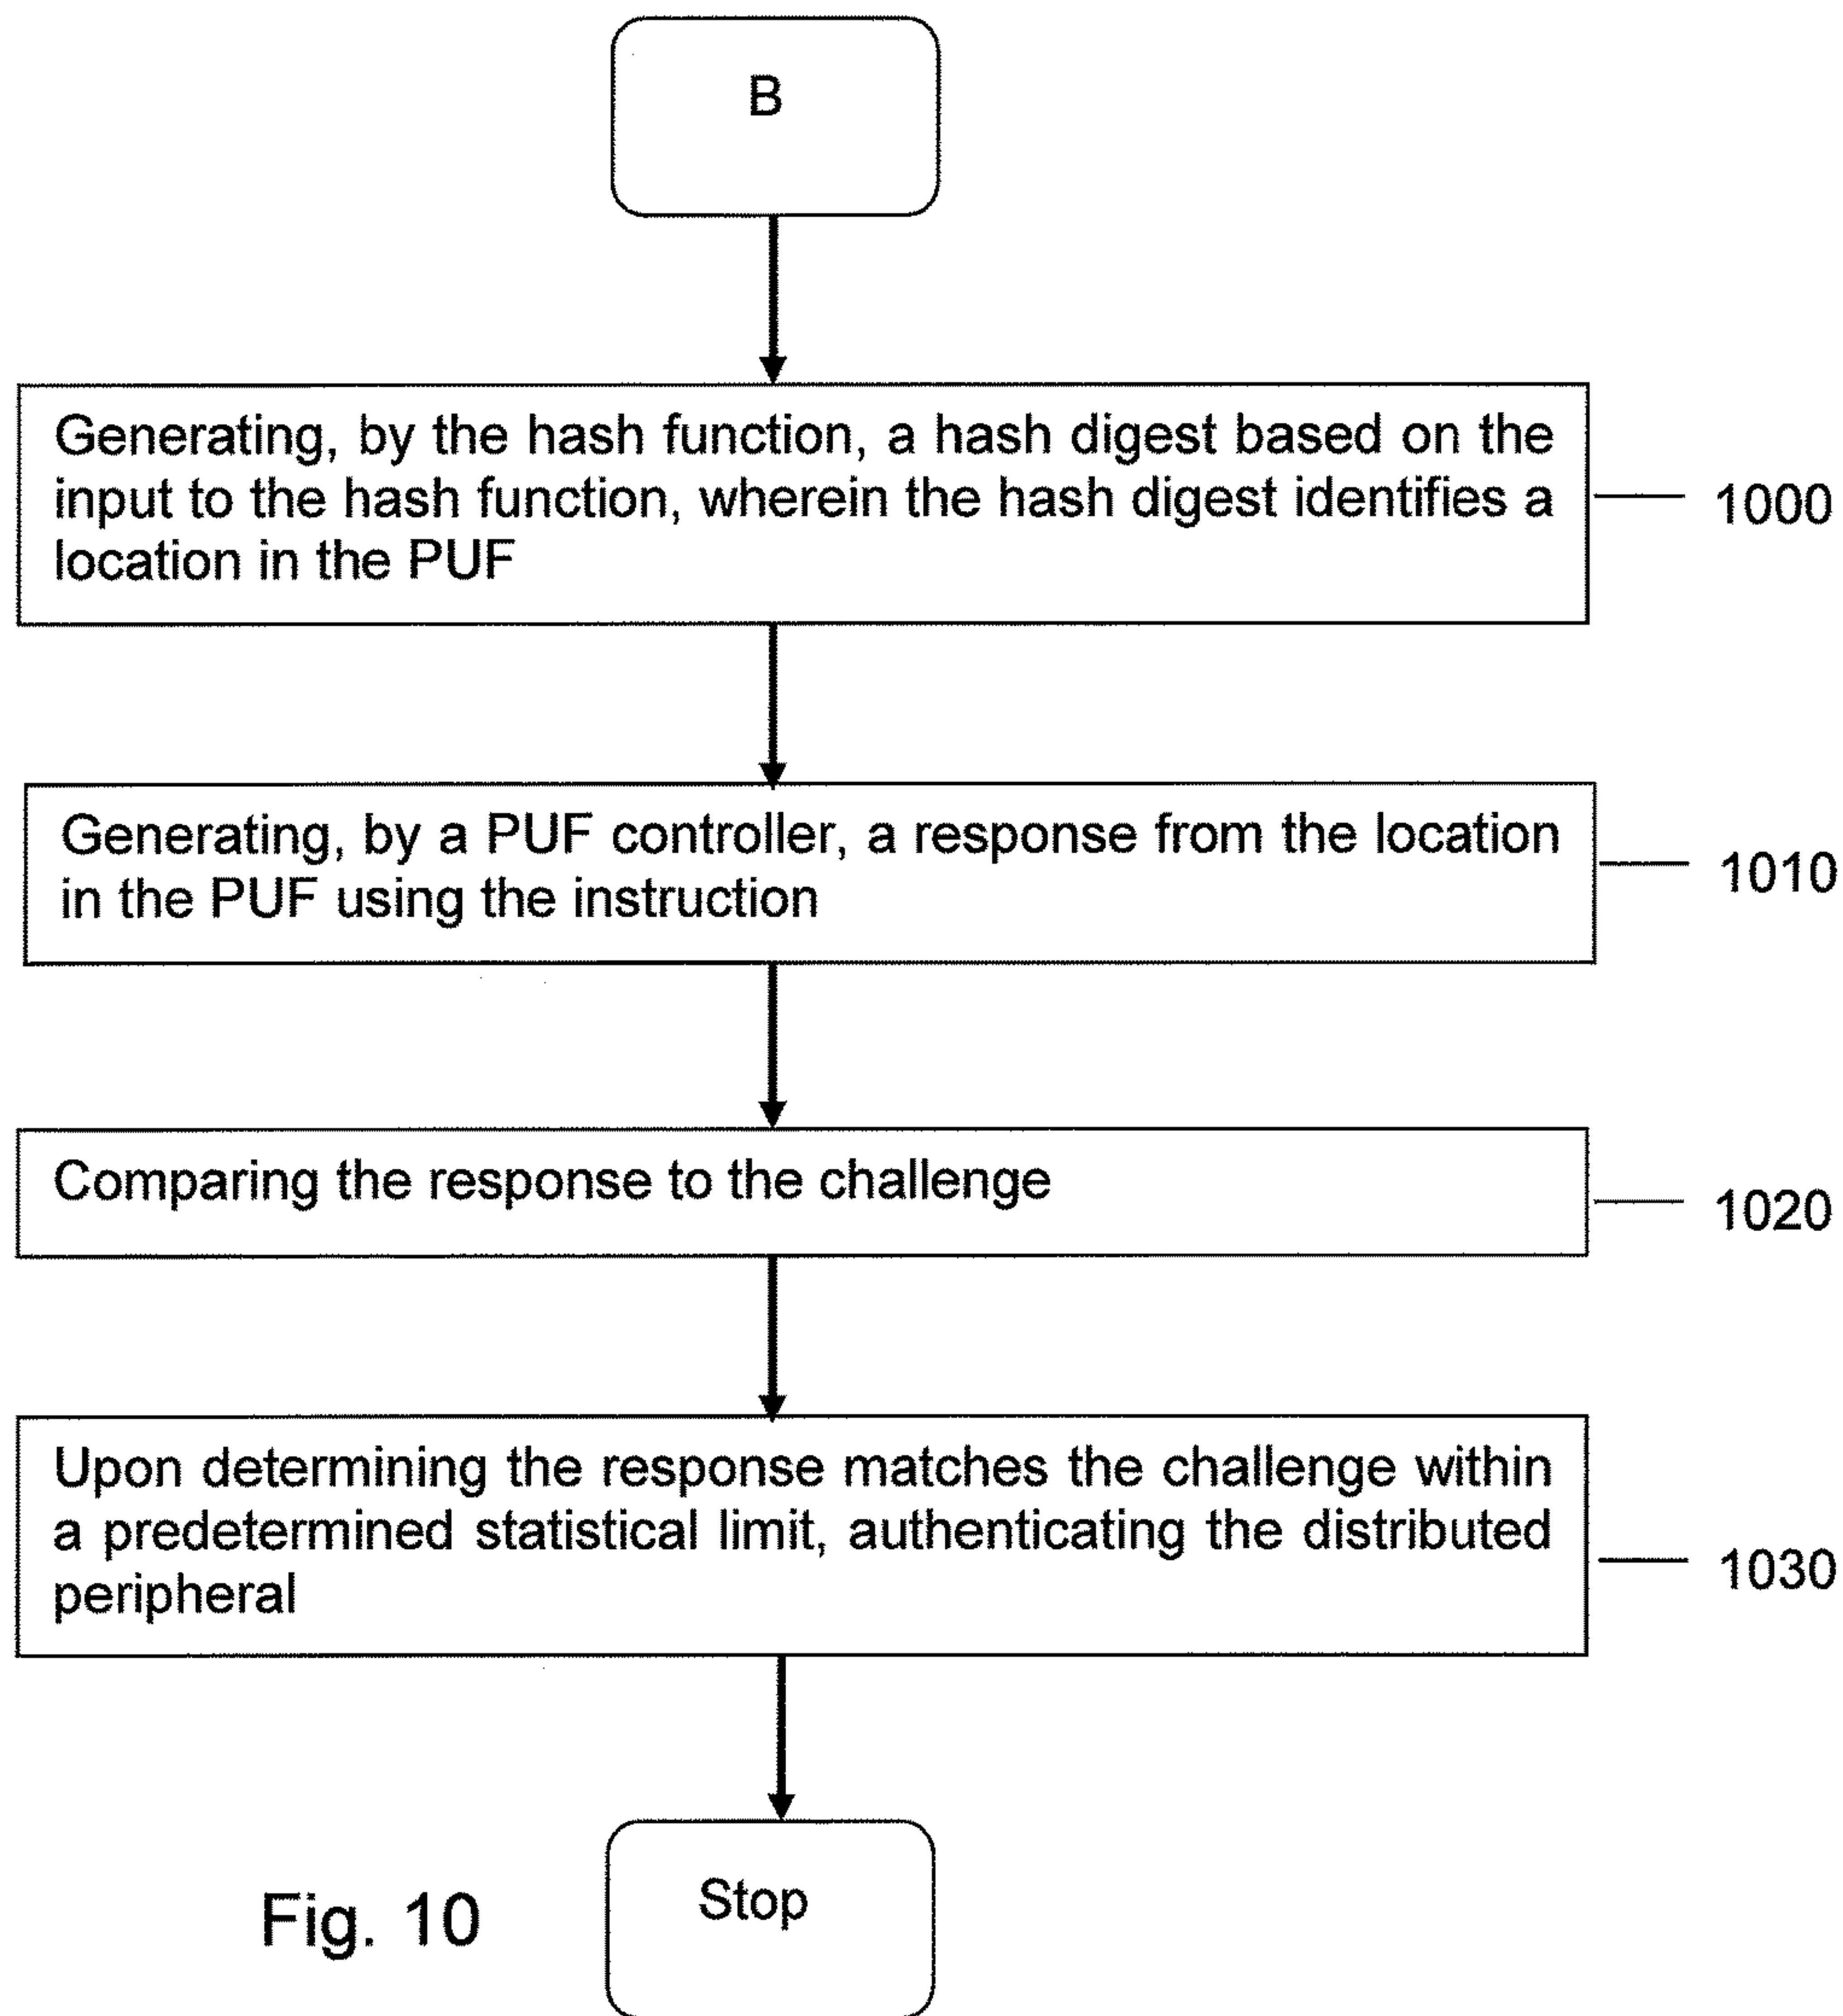 B
Generating, by the hash function, a hash digest based on the
input to the hash function, wherein the hash digest identifies a
location in the PUF
1000
Generating, by a PUF controller, a response from the location
in the PUF using the instruction
1010
Comparing the response to the challenge
1020
Upon determining the response matches the challenge within
a predetermined statistical limit, authenticating the distributed
peripheral
1030
Stop
Fig. 10